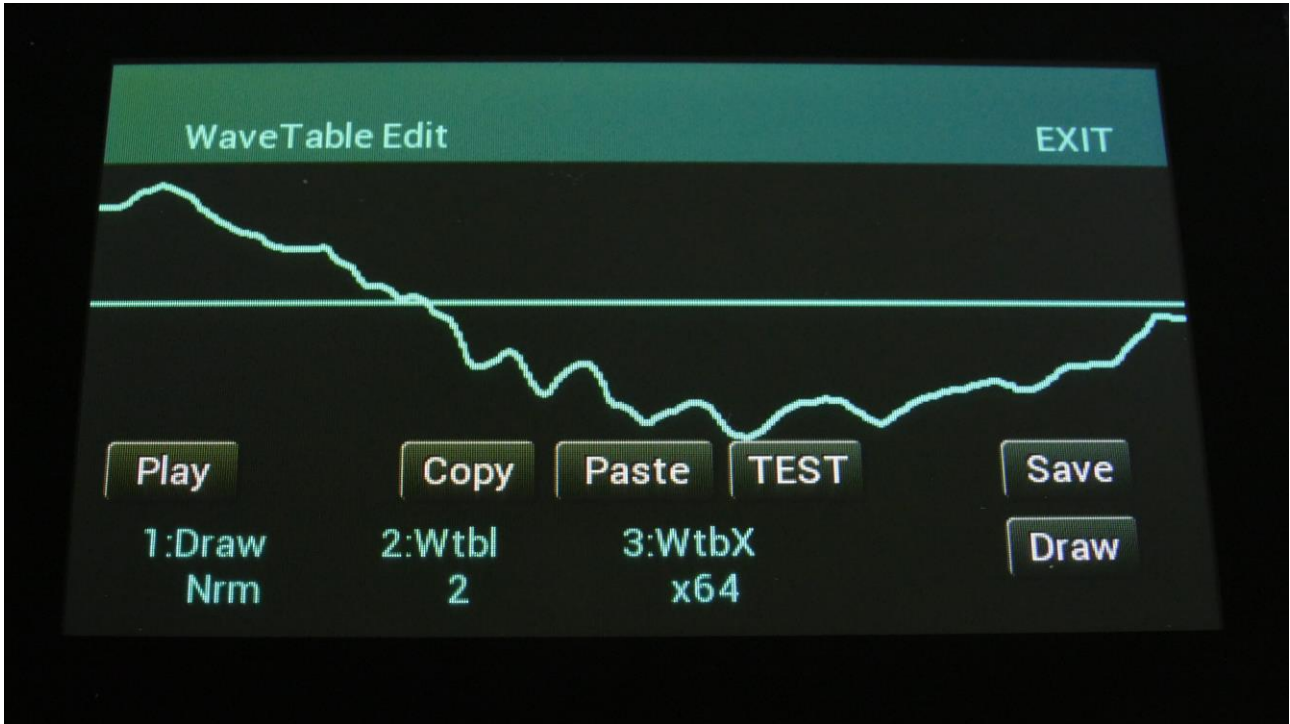 WaveTable Edit EXIT
Play Copy Paste TEST Save
1:Draw 2:Wtbl 3:WtbX Draw
Nrm 2 x64